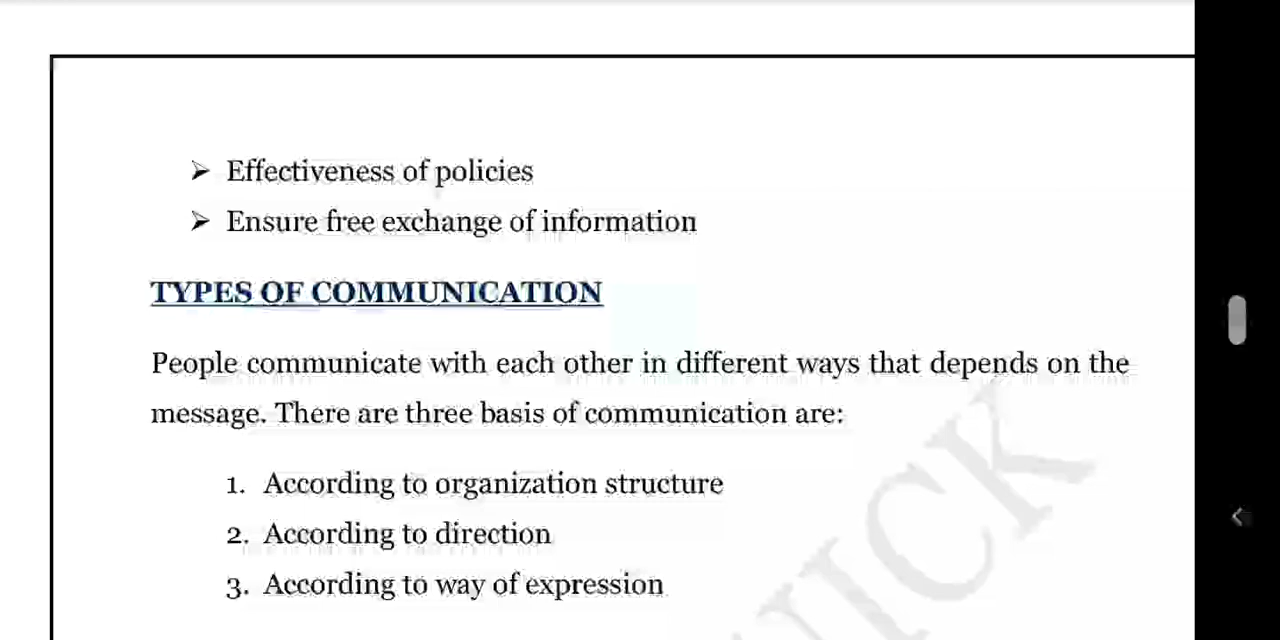 ➢ Effectiveness of policies
➢ Ensure free exchange of information
TYPES OF COMMUNICATION
People communicate with each other in different ways that depends on the
message. There are three basis of communication are:
1. According to organization structure
2. According to direction
3. According to way of expression